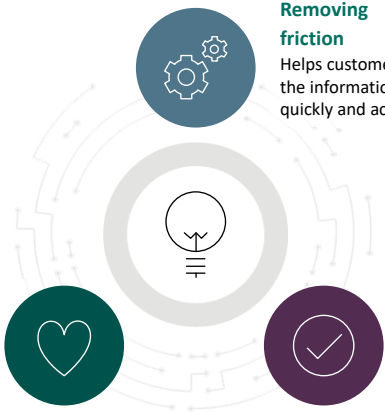 Removing
friction
Helps custome
the informatio
quickly and ac